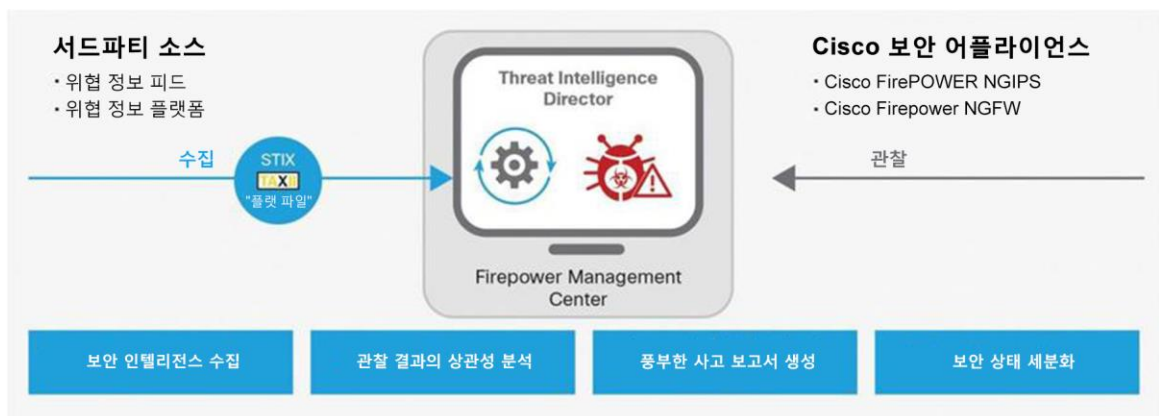 서드파티 소스
· 위협 정보 피드
· 위협 정보 플랫폼
수집
STIX
TAXII
"플랫 파일"
Threat Intelligence
Director
Firepower Management
Center
Cisco 보안 어플라이언스
· Cisco FirePOWER NGIPS
· Cisco Firepower NGFW
관찰
보안 인텔리전스 수집
관찰 결과의 상관성 분석
풍부한 사고 보고서 생성
보안 상태 세분화